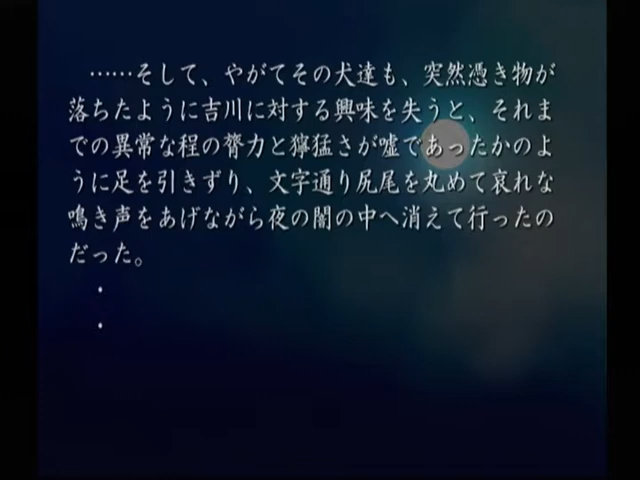 ……そして、やがてその犬達も、突然憑き物が
落ちたように吉川に対する興味を失うと、それま
での異常な程の膂力と獰猛さが嘘であったかのよ
うに足を引きずり、文字通り尻尾を丸めて哀れな
鳴き声をあげながら夜の闇の中へ消えて行ったの
だった。
・
・